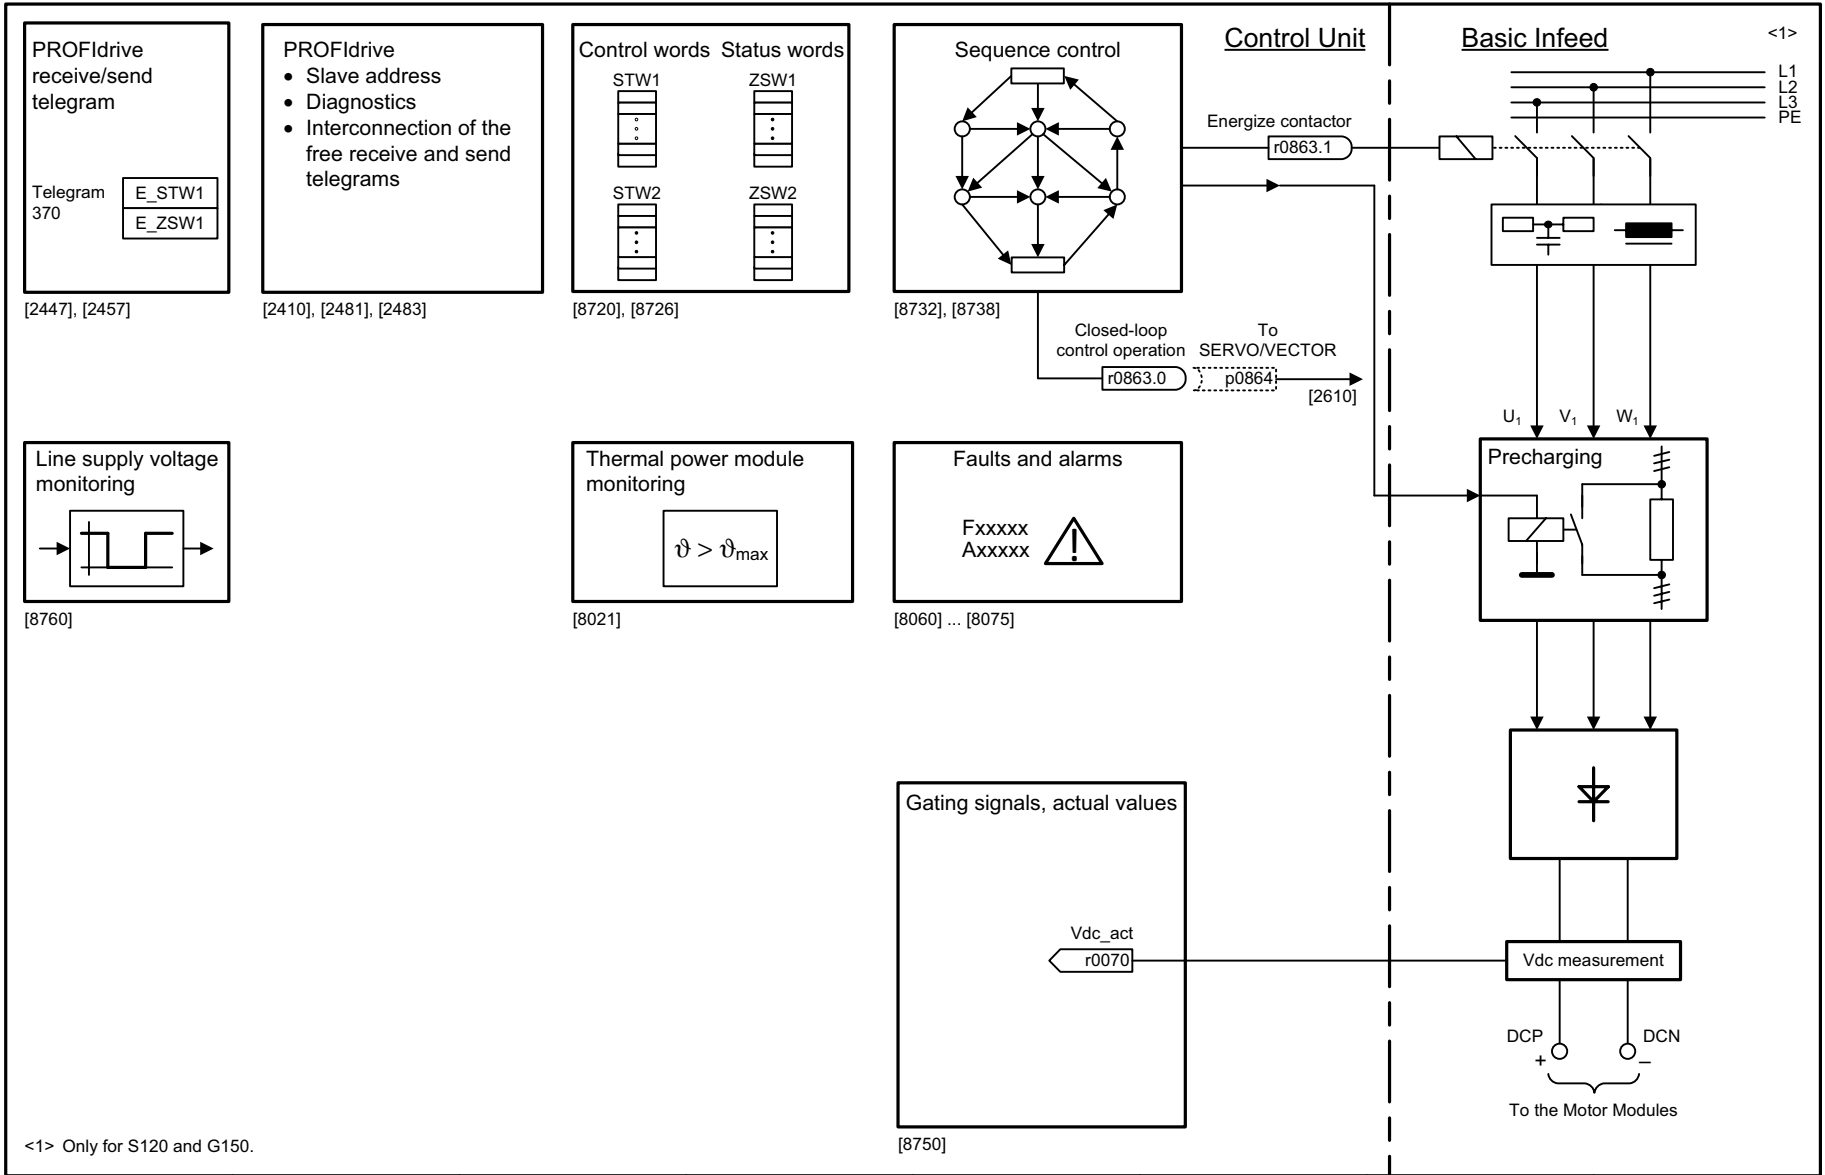 PROFIdrive
receive/send
telegram
Telegram
370
E_STW1
E_ZSW1
[2447], [2457]
PROFIdrive
• Slave address
• Diagnostics
• Interconnection of the
free receive and send
telegrams
[2410], [2481], [2483]
Control words Status words
STW1 ZSW1
STW2 ZSW2
[8720], [8726]
Sequence control
[8732], [8738]
Control Unit
Energize contactor
r0863.1
Closed-loop
control operation
r0863.0
To
SERVO/VECTOR
p0864
[2610]
Basic Infeed
<1>
L1
L2
L3
PE
U1 V1 W1
Precharging
Line supply voltage
monitoring
[8760]
Thermal power module
monitoring
ϑ > ϑmax
[8021]
Faults and alarms
Fxxxxx
Axxxxx
!
[8060] ... [8075]
Gating signals, actual values
Vdc_act
r0070
[8750]
Vdc measurement
DCP DCN
+ –
To the Motor Modules
<1> Only for S120 and G150.